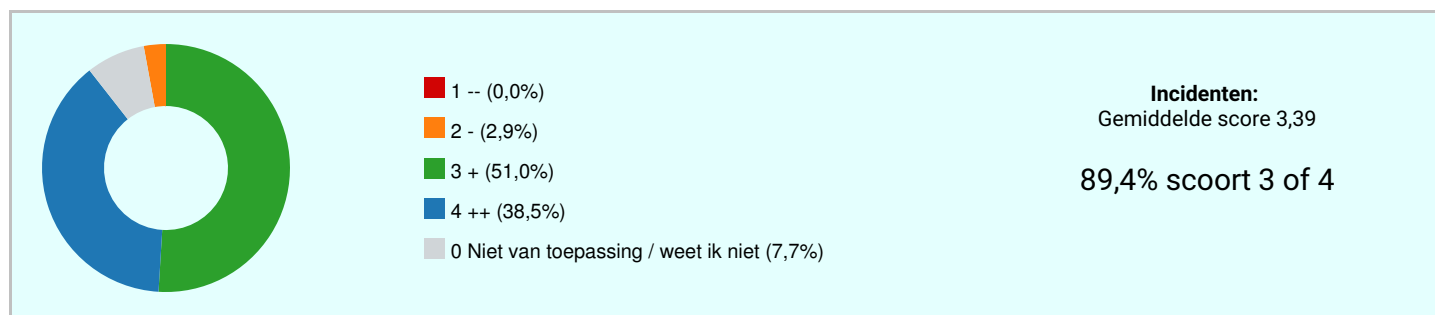 1 -- (0,0%)
2 - (2,9%)
3 + (51,0%)
4 ++ (38,5%)
0 Niet van toepassing / weet ik niet (7,7%)
Incidenten:
Gemiddelde score 3,39
89,4% scoort 3 of 4